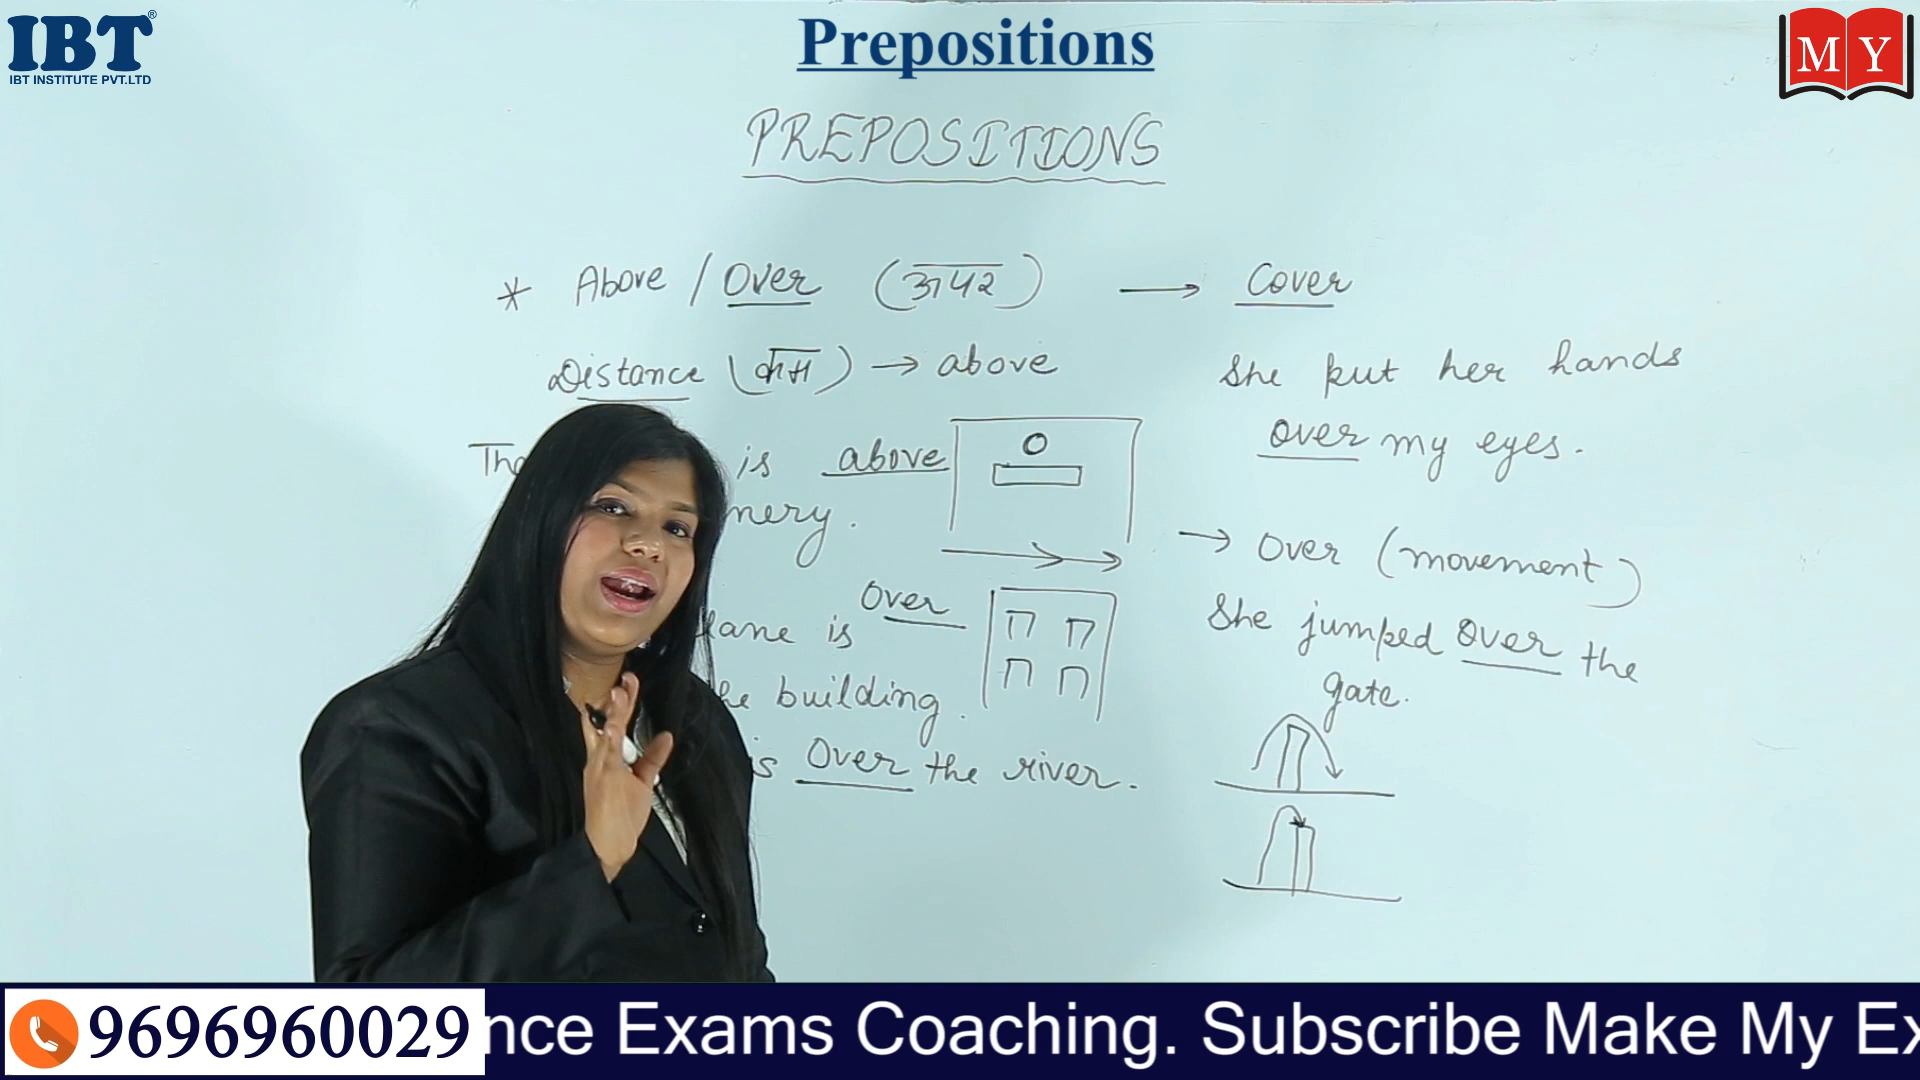 IBT®
IBT INSTITUTE PVT.LTD
Prepositions
M Y
PREPOSITIONS
* Above / Over (ऊपर) → Cover
Distance (कम) → above
She put her hands
over my eyes.
is above
→ Over (movement)
She jumped Over the
gate.
Over
is
building.
is Over the river.
9696960029
nce Exams Coaching. Subscribe Make My Ex